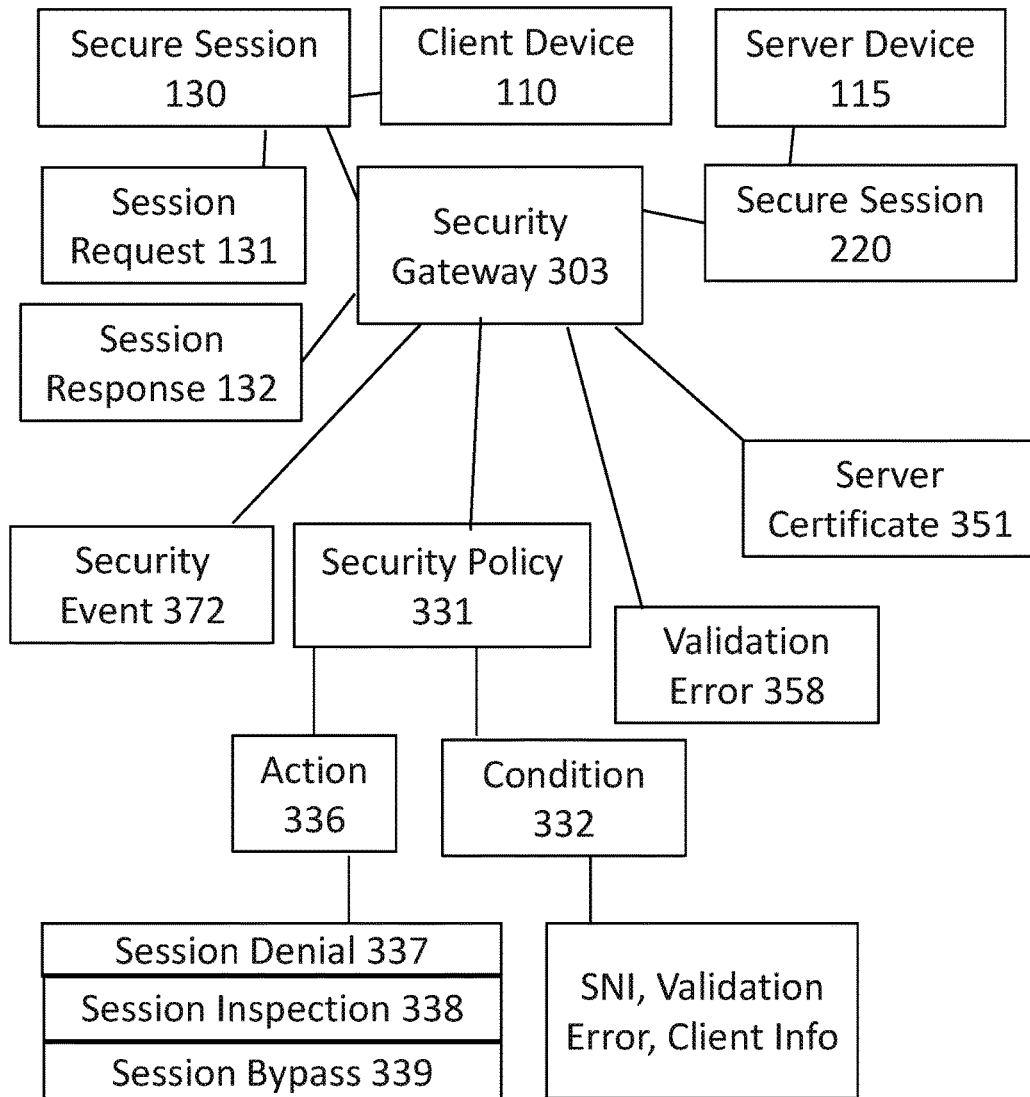 Secure Session
130
Client Device
110
Server Device
115
Session
Request 131
Security
Gateway 303
Secure Session
220
Session
Response 132
Server
Certificate 351
Security
Event 372
Security Policy
331
Validation
Error 358
Action
336
Condition
332
Session Denial 337
Session Inspection 338
Session Bypass 339
SNI, Validation
Error, Client Info